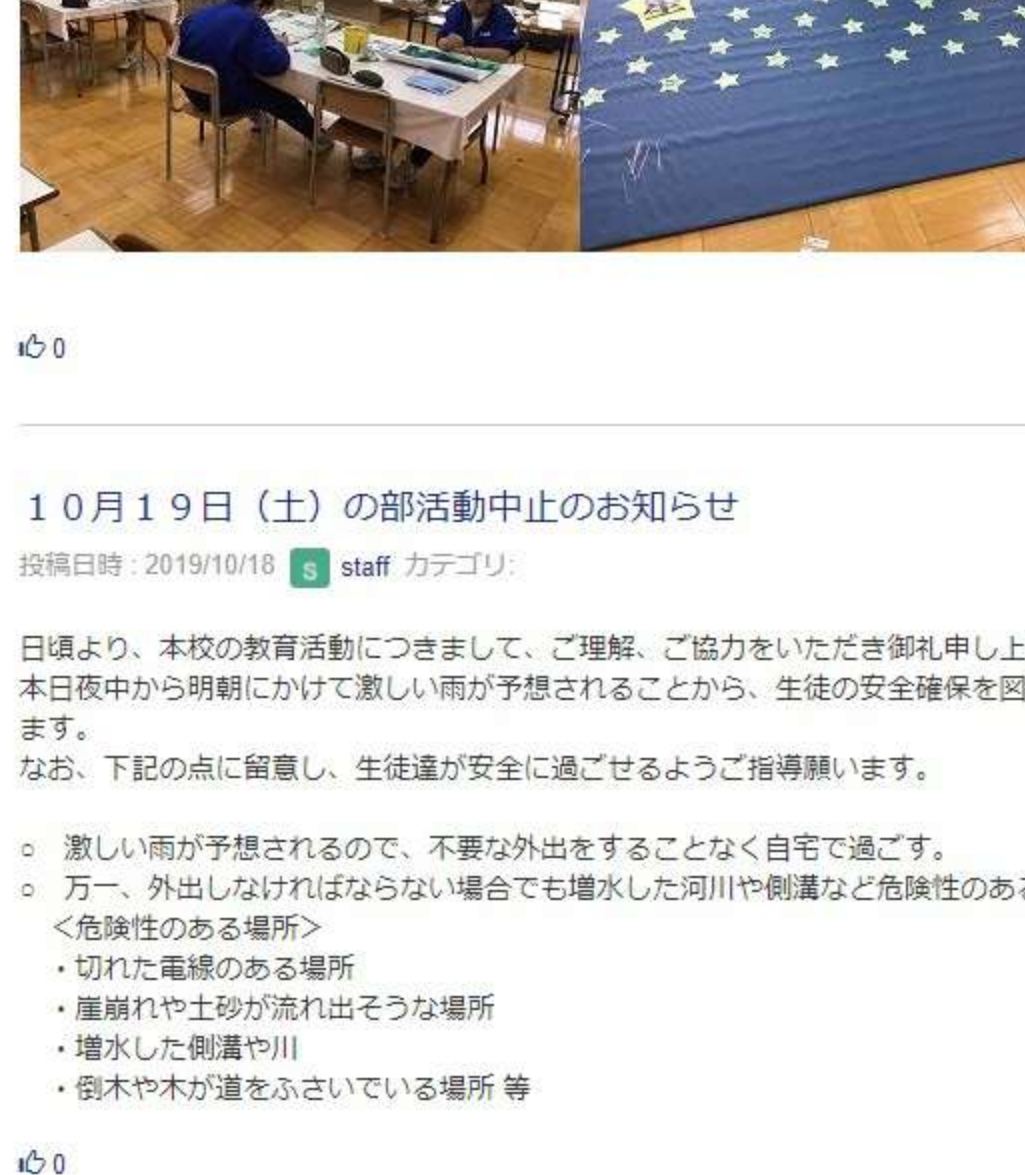 0
10月19日(土)の部活動中止のお知らせ
投稿日時 : 2019/10/18 s staff カテゴリ:
日頃より、本校の教育活動につきまして、ご理解、ご協力をいただき御礼申し上
本日夜中から明朝にかけて激しい雨が予想されることから、生徒の安全確保を図
ます。
なお、下記の点に留意し、生徒達が安全に過ごせるようご指導願います。
○ 激しい雨が予想されるので、不要な外出をすることなく自宅で過ごす。
○ 万一、外出しなければならない場合でも増水した河川や側溝など危険性のある
<危険性のある場所>
・切れた電線のある場所
・崖崩れや土砂が流れ出そうな場所
・増水した側溝や川
・倒木や木が道をふさいでいる場所 等
0